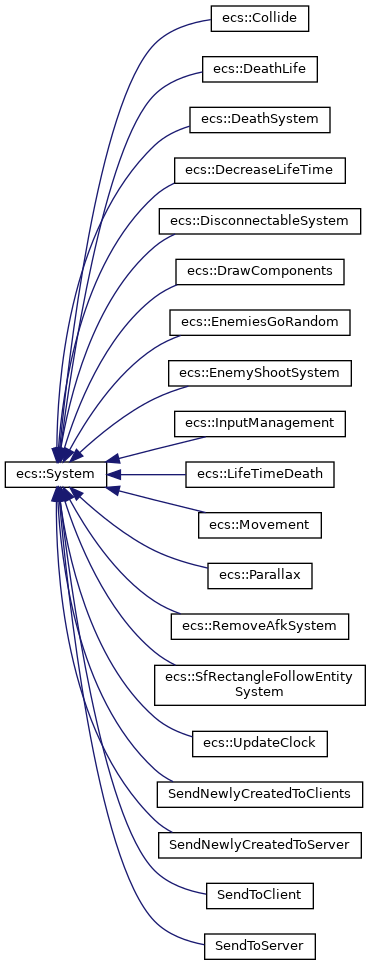 ecs::Collide
ecs::DeathLife
ecs::DeathSystem
ecs::DecreaseLifeTime
ecs::DisconnectableSystem
ecs::DrawComponents
ecs::EnemiesGoRandom
ecs::EnemyShootSystem
ecs::InputManagement
ecs::System
ecs::LifeTimeDeath
ecs::Movement
ecs::Parallax
ecs::RemoveAfkSystem
ecs::SfRectangleFollowEntity
System
ecs::UpdateClock
SendNewlyCreatedToClients
SendNewlyCreatedToServer
SendToClient
SendToServer